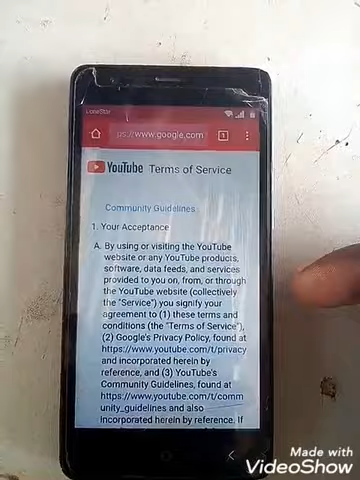 LoneStar
ps://www.google.com
1
YouTube Terms of Service
Community Guidelines
1. Your Acceptance
A. By using or visiting the YouTube
website or any YouTube products,
software, data feeds, and services
provided to you on, from, or through
the YouTube website (collectively
the "Service") you signify your
agreement to (1) these terms and
conditions (the "Terms of Service"),
(2) Google's Privacy Policy, found at
https://www.youtube.com/t/privacy
and incorporated herein by
reference, and (3) YouTube's
Community Guidelines, found at
https://www.youtube.com/t/comm
unity_guidelines and also
incorporated herein by reference. If
Made with
VideoShow